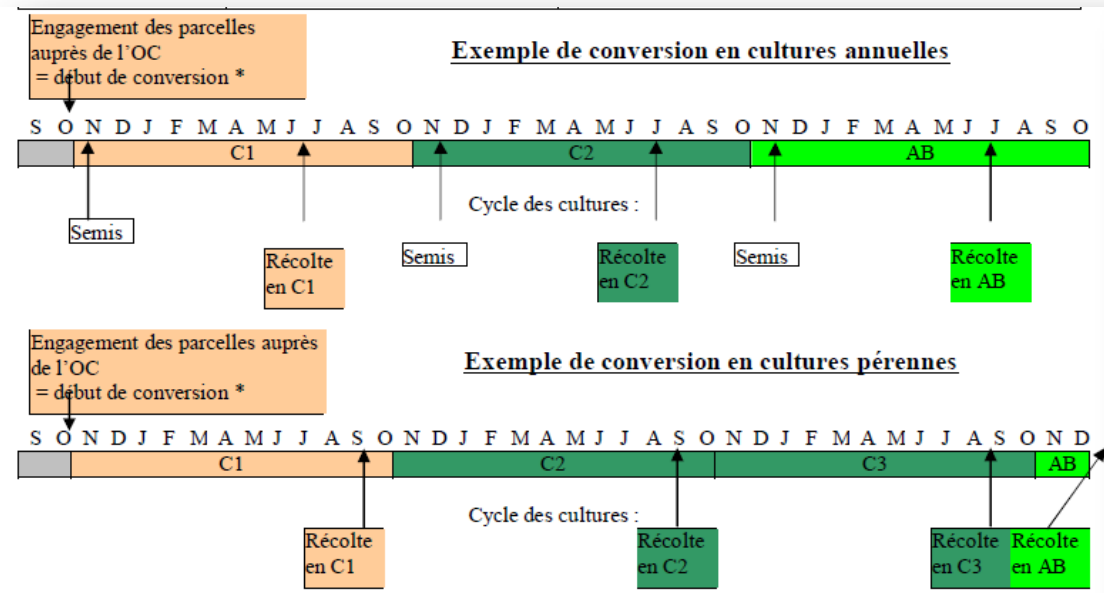 Engagement des parcelles
auprès de l'OC
= début de conversion *
Exemple de conversion en cultures annuelles
S O N D J F M A M J J A S O N D J F M A M J J A S O N D J F M A M J J A S O
C1 C2 AB
Cycle des cultures :
Semis
Semis
Semis
Récolte
en C1
Récolte
en C2
Récolte
en AB
Engagement des parcelles auprès
de l'OC
= début de conversion *
Exemple de conversion en cultures pérennes
S O N D J F M A M J J A S O N D J F M A M J J A S O N D J F M A M J J A S O N D
C1 C2 C3 AB
Cycle des cultures :
Récolte
en C1
Récolte
en C2
Récolte
en C3
Récolte
en AB